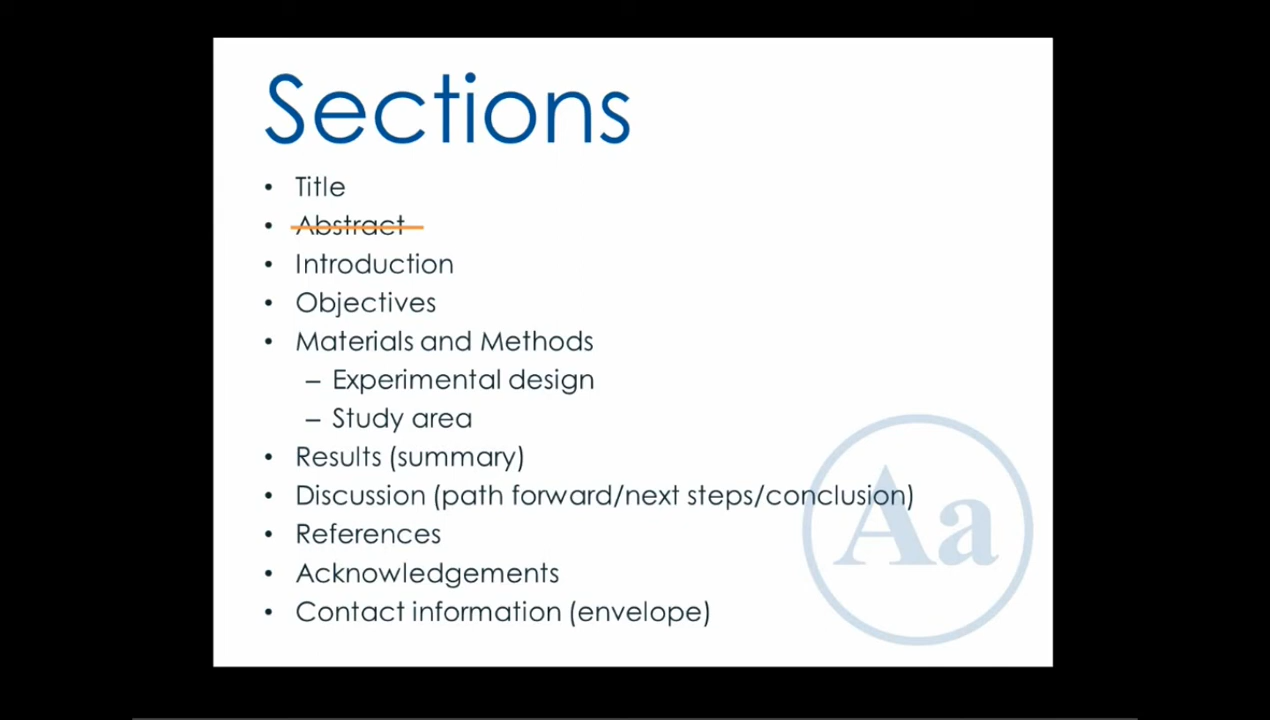 Sections
• Title
• Abstract
• Introduction
• Objectives
• Materials and Methods
– Experimental design
– Study area
• Results (summary)
• Discussion (path forward/next steps/conclusion)
• References
• Acknowledgements
• Contact information (envelope)
Aa